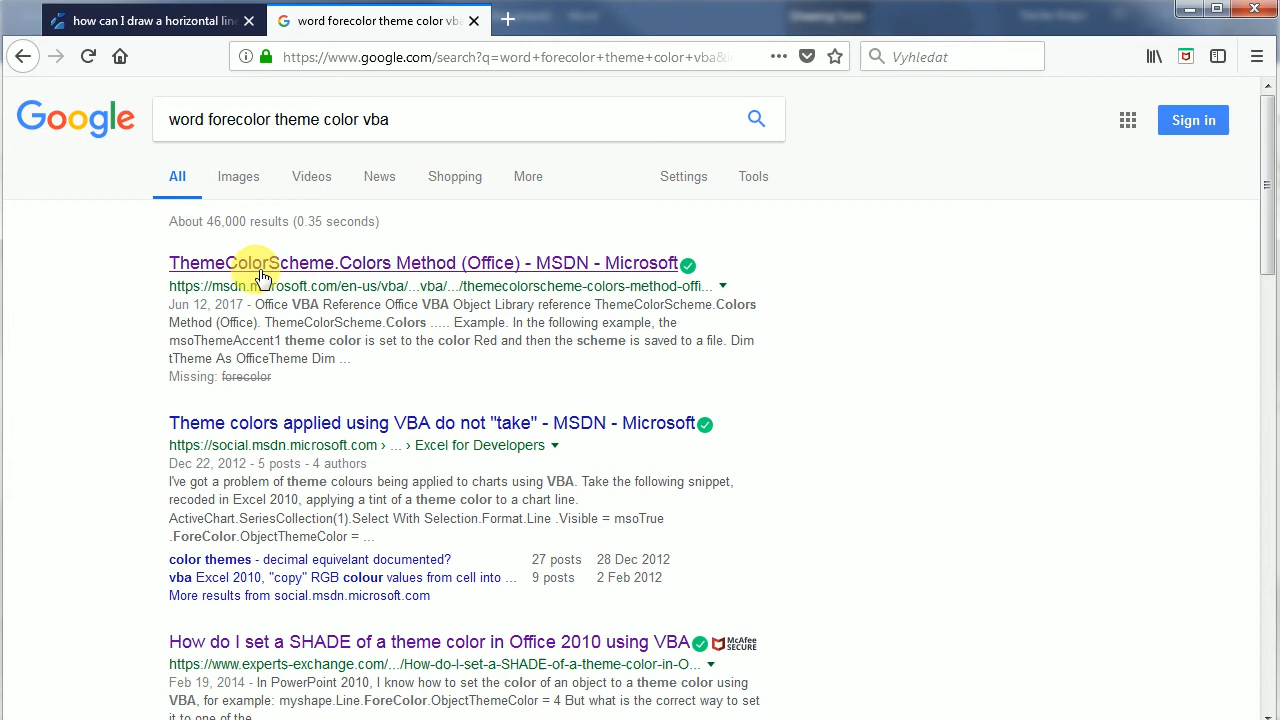 how can I draw a horizontal line
word forecolor theme color vba
https://www.google.com/search?q=word+forecolor+theme+color+vba&
Vyhledat
Google
word forecolor theme color vba
Sign in
All Images Videos News Shopping More Settings Tools
About 46,000 results (0.35 seconds)
ThemeColorScheme.Colors Method (Office) - MSDN - Microsoft
https://msdn.microsoft.com/en-us/vba/...vba/.../themecolorscheme-colors-method-offi...
Jun 12, 2017 - Office VBA Reference Office VBA Object Library reference ThemeColorScheme.Colors
Method (Office). ThemeColorScheme.Colors ..... Example. In the following example, the
msoThemeAccent1 theme color is set to the color Red and then the scheme is saved to a file. Dim
tTheme As OfficeTheme Dim ...
Missing: forecolor
Theme colors applied using VBA do not "take" - MSDN - Microsoft
https://social.msdn.microsoft.com › ... › Excel for Developers
Dec 22, 2012 - 5 posts - 4 authors
I've got a problem of theme colours being applied to charts using VBA. Take the following snippet,
recoded in Excel 2010, applying a tint of a theme color to a chart line.
ActiveChart.SeriesCollection(1).Select With Selection.Format.Line .Visible = msoTrue
.ForeColor.ObjectThemeColor = ...
color themes - decimal equivelant documented? 27 posts 28 Dec 2012
vba Excel 2010, "copy" RGB colour values from cell into ... 9 posts 2 Feb 2012
More results from social.msdn.microsoft.com
How do I set a SHADE of a theme color in Office 2010 using VBA McAfee SECURE
https://www.experts-exchange.com/.../How-do-I-set-a-SHADE-of-a-theme-color-in-O...
Feb 19, 2014 - In PowerPoint 2010, I know how to set the color of an object to a theme color using
VBA, for example: myshape.Line.ForeColor.ObjectThemeColor = 4 But what is the correct way to set
it to one of the